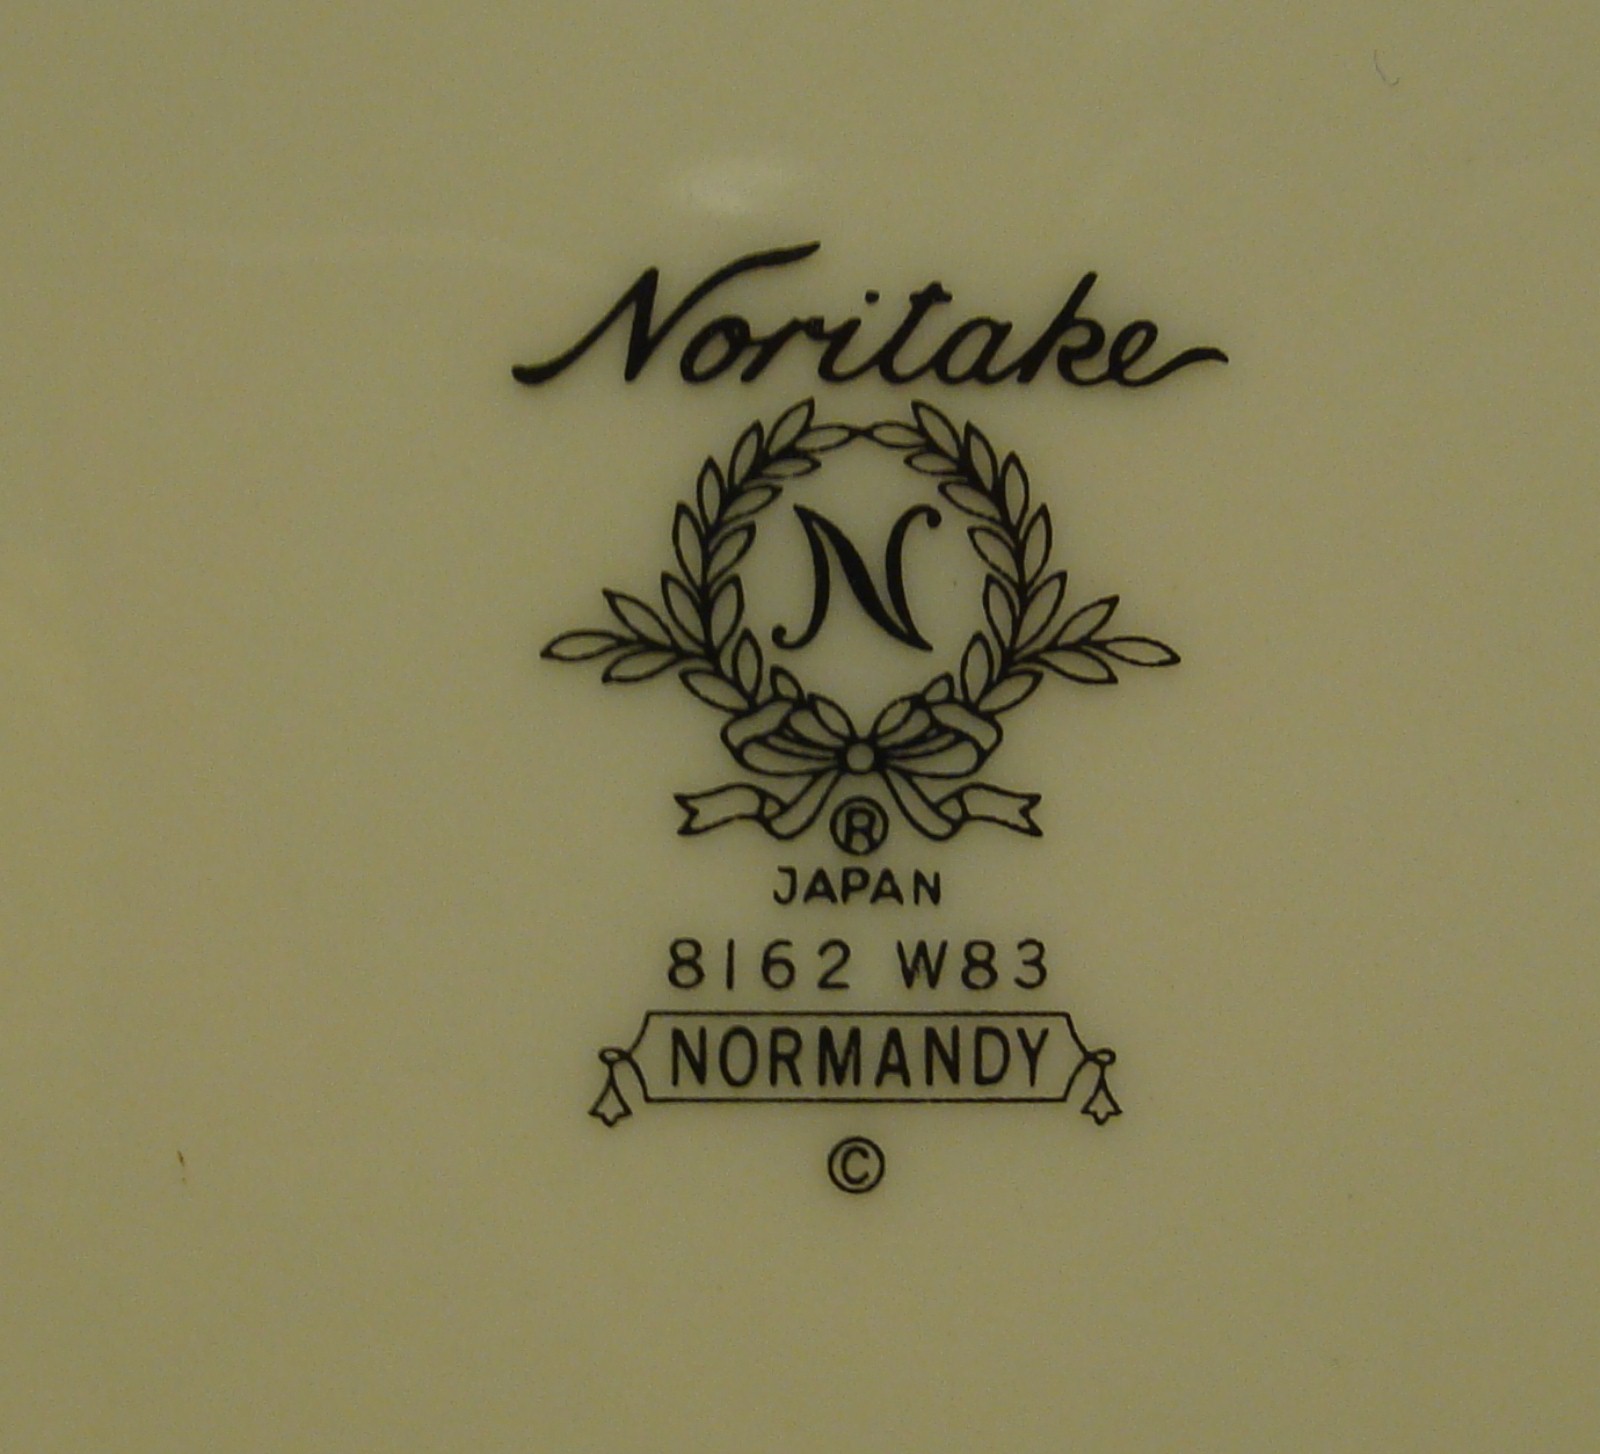 Noritake
N
®
JAPAN
8162 W83
NORMANDY
©